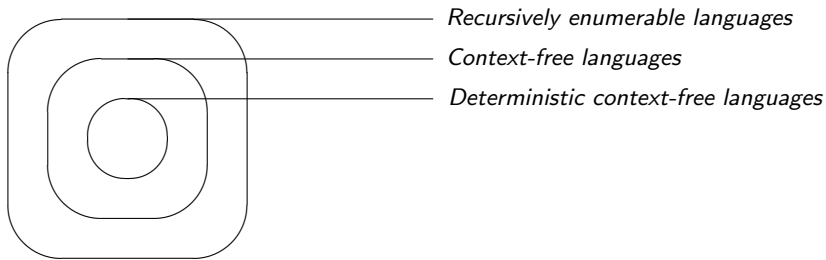 Recursively enumerable languages
Context-free languages
Deterministic context-free languages